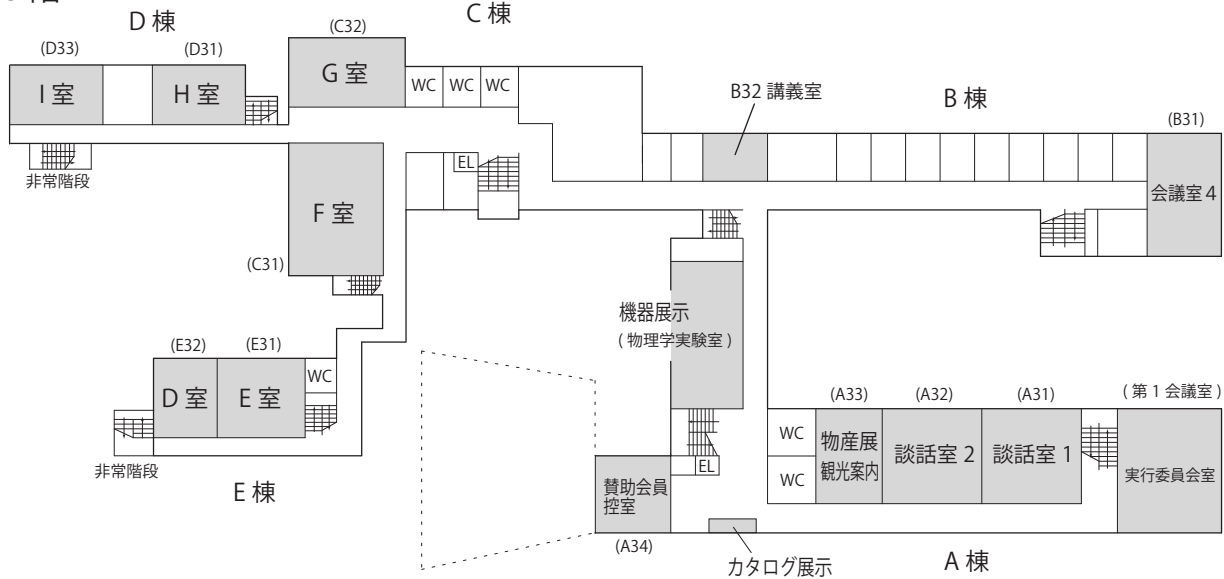 D 棟
C 棟
(D33)
(D31)
(C32)
I 室
H 室
G 室
WC
WC
WC
B32 講義室
B 棟
(B31)
非常階段
EL
会議室 4
F 室
(C31)
機器展示
( 物理学実験室 )
(E32)
(E31)
D 室
E 室
WC
非常階段
E 棟
(A33)
(A32)
(A31)
( 第 1 会議室 )
WC
WC
物産展
観光案内
談話室 2
談話室 1
実行委員会室
EL
賛助会員
控室
(A34)
カタログ展示
A 棟